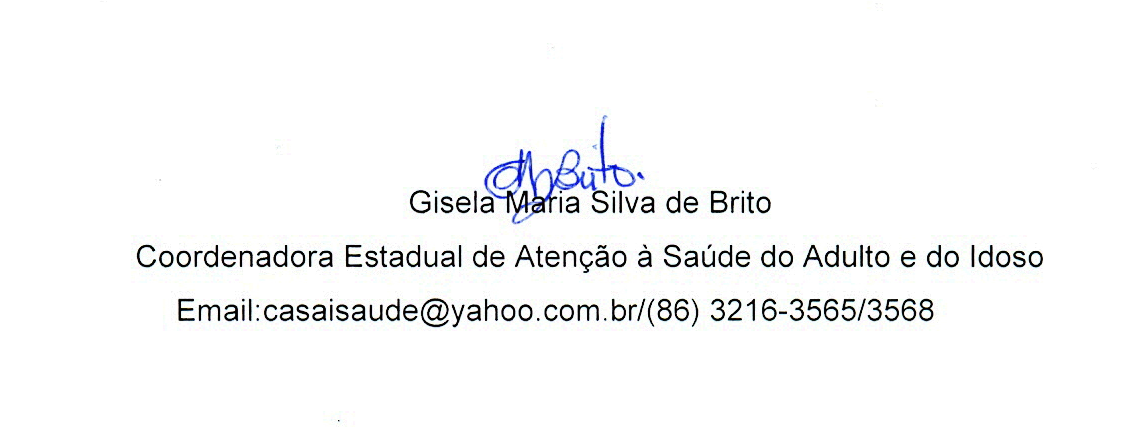 Brito.
Gisela Maria Silva de Brito
Coordenadora Estadual de Atenção à Saúde do Adulto e do Idoso
Email:casaisaude@yahoo.com.br/(86) 3216-3565/3568